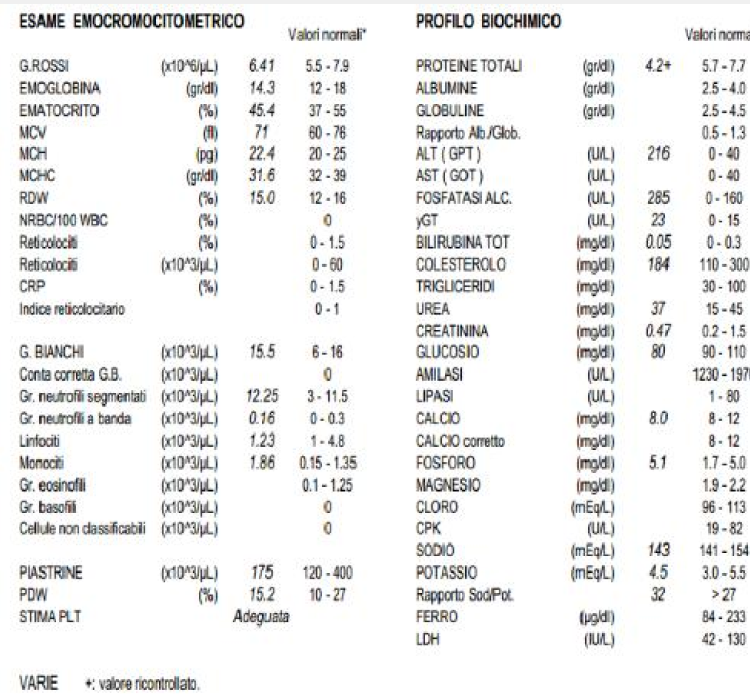 ESAME EMOCROMOCITOMETRICO Valori normali*
G.ROSSI (x10^6/µL) 6.41 5.5 - 7.9
EMOGLOBINA (gr/dl) 14.3 12 - 18
EMATOCRITO (%) 45.4 37 - 55
MCV (fl) 71 60 - 76
MCH (pg) 22.4 20 - 25
MCHC (gr/dl) 31.6 32 - 39
RDW (%) 15.0 12 - 16
NRBC/100 WBC (%) 0
Reticolociti (%) 0 - 1.5
Reticolociti (x10^3/µL) 0 - 60
CRP (%) 0 - 1.5
Indice reticolocitario 0 - 1
G. BIANCHI (x10^3/µL) 15.5 6 - 16
Conta corretta G.B. (x10^3/µL) 0
Gr. neutrofili segmentati (x10^3/µL) 12.25 3 - 11.5
Gr. neutrofili a banda (x10^3/µL) 0.16 0 - 0.3
Linfociti (x10^3/µL) 1.23 1 - 4.8
Monociti (x10^3/µL) 1.86 0.15 - 1.35
Gr. eosinofili (x10^3/µL) 0.1 - 1.25
Gr. basofili (x10^3/µL) 0
Cellule non classificabili (x10^3/µL) 0
PIASTRINE (x10^3/µL) 175 120 - 400
PDW (%) 15.2 10 - 27
STIMA PLT Adeguata
VARIE +: valore ricontrollato.
PROFILO BIOCHIMICO Valori norma
PROTEINE TOTALI (gr/dl) 4.2+ 5.7 - 7.7
ALBUMINE (gr/dl) 2.5 - 4.0
GLOBULINE (gr/dl) 2.5 - 4.5
Rapporto Alb./Glob. 0.5 - 1.3
ALT ( GPT ) (U/L) 216 0 - 40
AST ( GOT ) (U/L) 0 - 40
FOSFATASI ALC. (U/L) 285 0 - 160
yGT (U/L) 23 0 - 15
BILIRUBINA TOT (mg/dl) 0.05 0 - 0.3
COLESTEROLO (mg/dl) 184 110 - 300
TRIGLICERIDI (mg/dl) 30 - 100
UREA (mg/dl) 37 15 - 45
CREATININA (mg/dl) 0.47 0.2 - 1.5
GLUCOSIO (mg/dl) 80 90 - 110
AMILASI (U/L) 1230 - 197
LIPASI (U/L) 1 - 80
CALCIO (mg/dl) 8.0 8 - 12
CALCIO corretto (mg/dl) 8 - 12
FOSFORO (mg/dl) 5.1 1.7 - 5.0
MAGNESIO (mg/dl) 1.9 - 2.2
CLORO (mEq/L) 96 - 113
CPK (U/L) 19 - 82
SODIO (mEq/L) 143 141 - 154
POTASSIO (mEq/L) 4.5 3.0 - 5.5
Rapporto Sod/Pot. 32 > 27
FERRO (µg/dl) 84 - 233
LDH (IU/L) 42 - 130